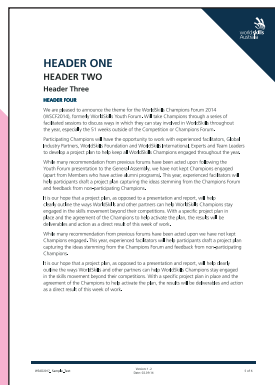 worldskills
Australia
HEADER ONE
HEADER TWO
Header Three
HEADER FOUR
We are pleased to announce the theme for the WorldSkills Champions Forum 2014
(WSCF2014), formerly WorldSkills Youth Forum. Will take Champions through a series of
facilitated sessions to discuss ways in which they can stay involved in WorldSkills throughout
the year, especially the 51 weeks outside of the Competition or Champions Forum.
Participating Champions will have the opportunity to work with experienced facilitators, Global
Industry Partners, WorldSkills Foundation and WorldSkills International, Experts and Team Leaders
to develop a project plan to help keep all WorldSkills Champions engaged throughout the year.
While many recommendation from previous forums have been acted upon following the
Youth Forum presentation to the General Assembly, we have not kept Champions engaged
(apart from Members who have active alumni programs). This year, experienced facilitators will
help participants draft a project plan capturing the ideas stemming from the Champions Forum
and feedback from non-participating Champions.
It is our hope that a project plan, as opposed to a presentation and report, will help
clearly outline the ways WorldSkills and other partners can help WorldSkills Champions stay
engaged in the skills movement beyond their competitions. With a specific project plan in
place and the agreement of the Champions to help activate the plan, the results will be
deliverables and action as a direct result of this week of work.
While many recommendations from previous forums have been acted upon we have not kept
Champions engaged. This year, experienced facilitators will help participants draft a project plan
capturing the ideas stemming from the Champions Forum and feedback from non-participating
Champions.
It is our hope that a project plan, as opposed to a presentation and report, will help clearly
outline the ways WorldSkills and other partners can help WorldSkills Champions stay engaged
in the skills movement beyond their competitions. With a specific project plan in place and the
agreement of the Champions to help activate the plan, the results will be deliverables and action
as a direct result of this week of work.